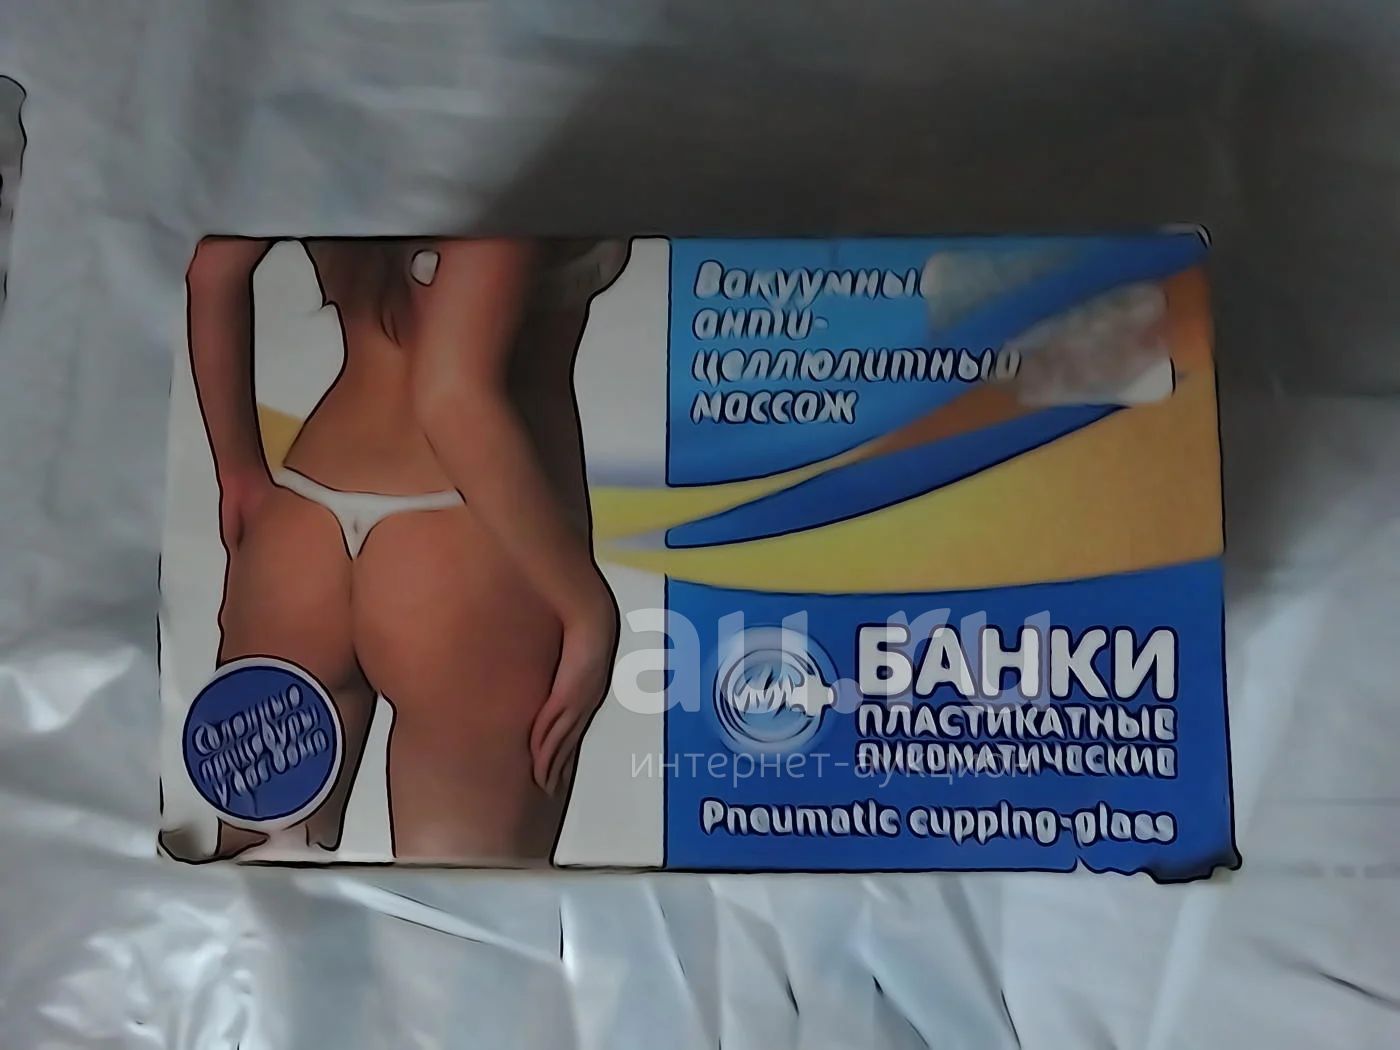 Вакуумный
анти-
целлюлитный
массаж
БАНКИ
ПЛАСТИКАТНЫЕ
ПНЕВМАТИЧЕСКИЕ
Pneumatic cupping-glass
au.ru
интернет-аукцион